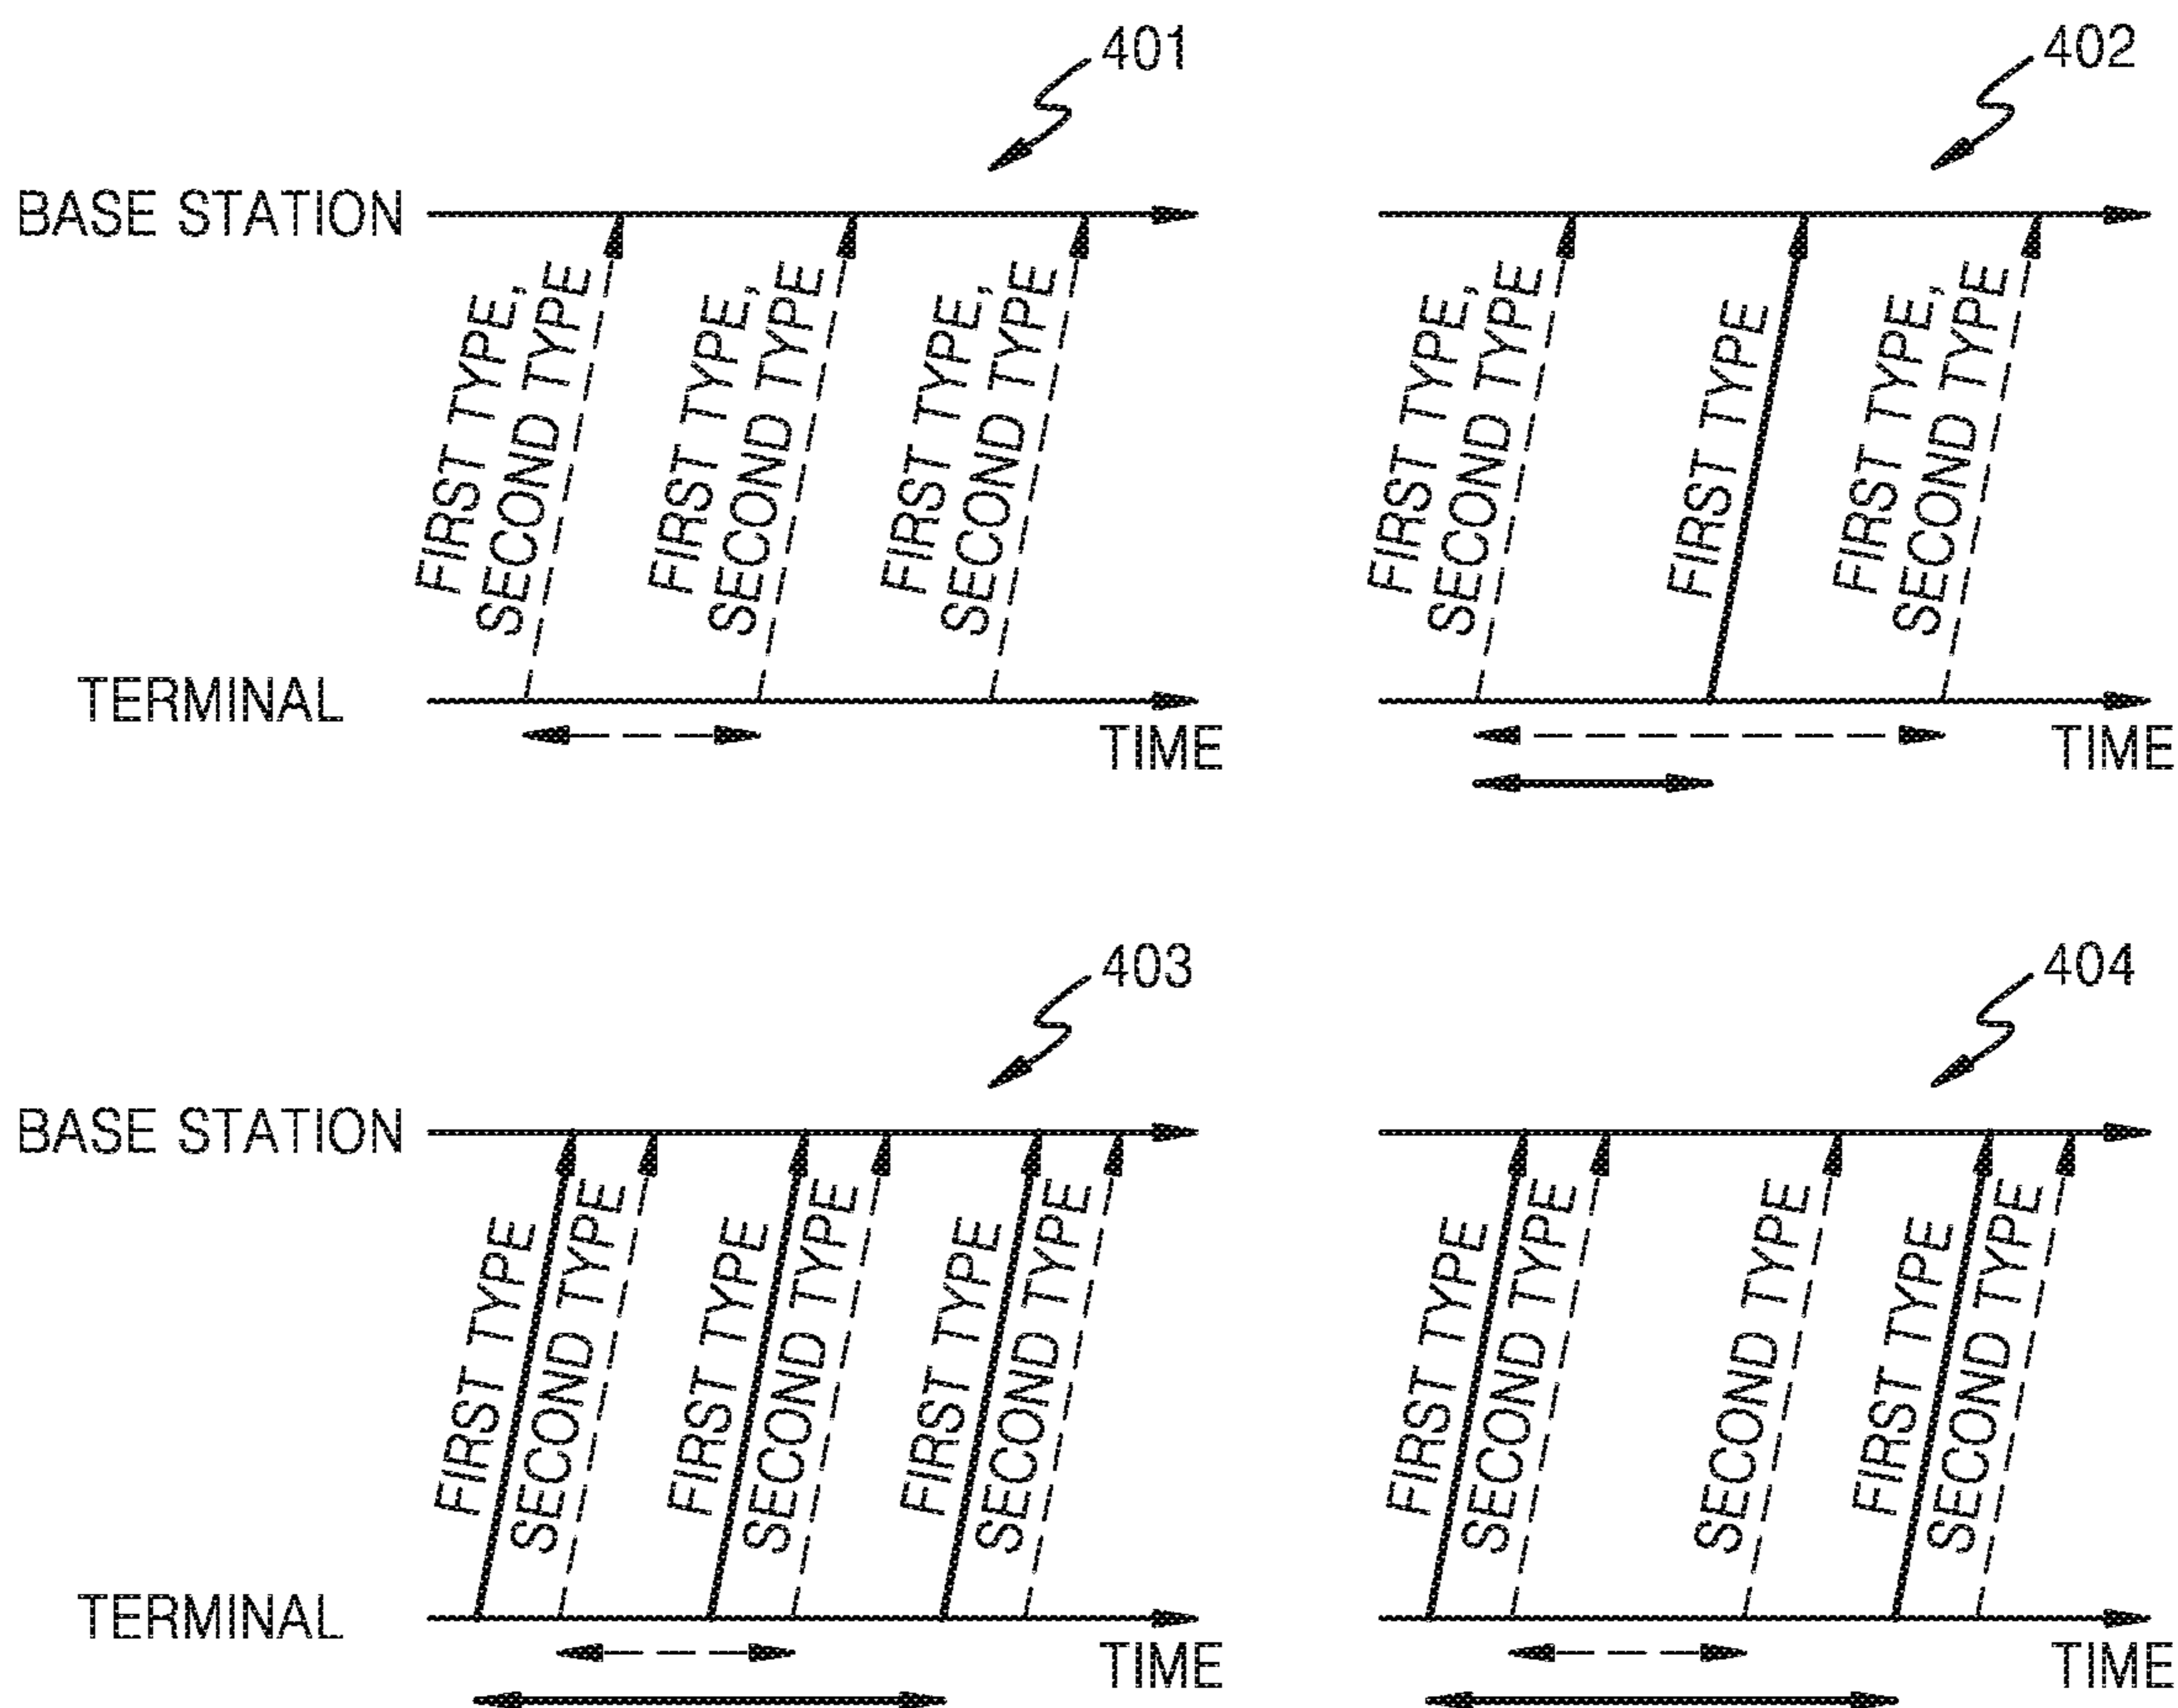 401
402
BASE STATION
FIRST TYPE,
SECOND TYPE
FIRST TYPE,
SECOND TYPE
FIRST TYPE,
SECOND TYPE
FIRST TYPE,
SECOND TYPE
FIRST TYPE
FIRST TYPE,
SECOND TYPE
TERMINAL
TIME
TIME
403
404
BASE STATION
FIRST TYPE
SECOND TYPE
FIRST TYPE
SECOND TYPE
FIRST TYPE
SECOND TYPE
FIRST TYPE
SECOND TYPE
SECOND TYPE
FIRST TYPE
SECOND TYPE
TERMINAL
TIME
TIME